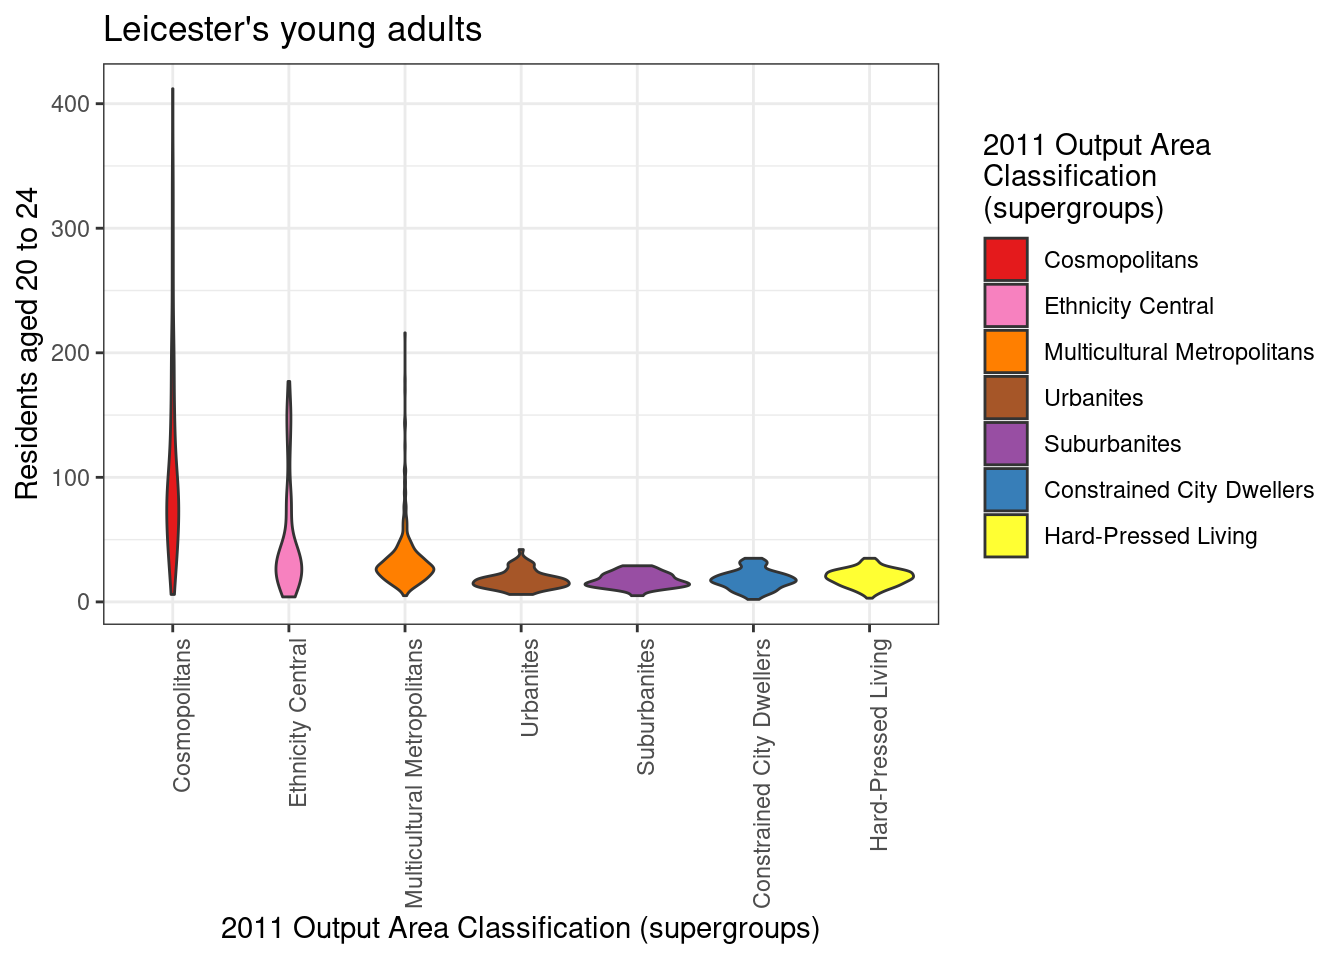 Leicester's young adults
400
300
200
100
0
Residents aged 20 to 24
Cosmopolitans
Ethnicity Central
Multicultural Metropolitans
Urbanites
Suburbanites
Constrained City Dwellers
Hard-Pressed Living
2011 Output Area Classification (supergroups)
2011 Output Area
Classification
(supergroups)
Cosmopolitans
Ethnicity Central
Multicultural Metropolitans
Urbanites
Suburbanites
Constrained City Dwellers
Hard-Pressed Living